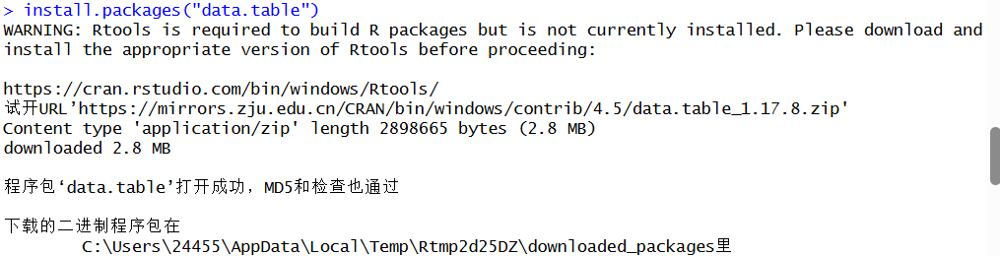 > install.packages("data.table")
WARNING: Rtools is required to build R packages but is not currently installed. Please download and
install the appropriate version of Rtools before proceeding:
https://cran.rstudio.com/bin/windows/Rtools/
试开URL’https://mirrors.zju.edu.cn/CRAN/bin/windows/contrib/4.5/data.table_1.17.8.zip'
Content type 'application/zip' length 2898665 bytes (2.8 MB)
downloaded 2.8 MB
程序包‘data.table’打开成功，MD5和检查也通过
下载的二进制程序包在
C:\Users\24455\AppData\Local\Temp\Rtmp2d25DZ\downloaded_packages里